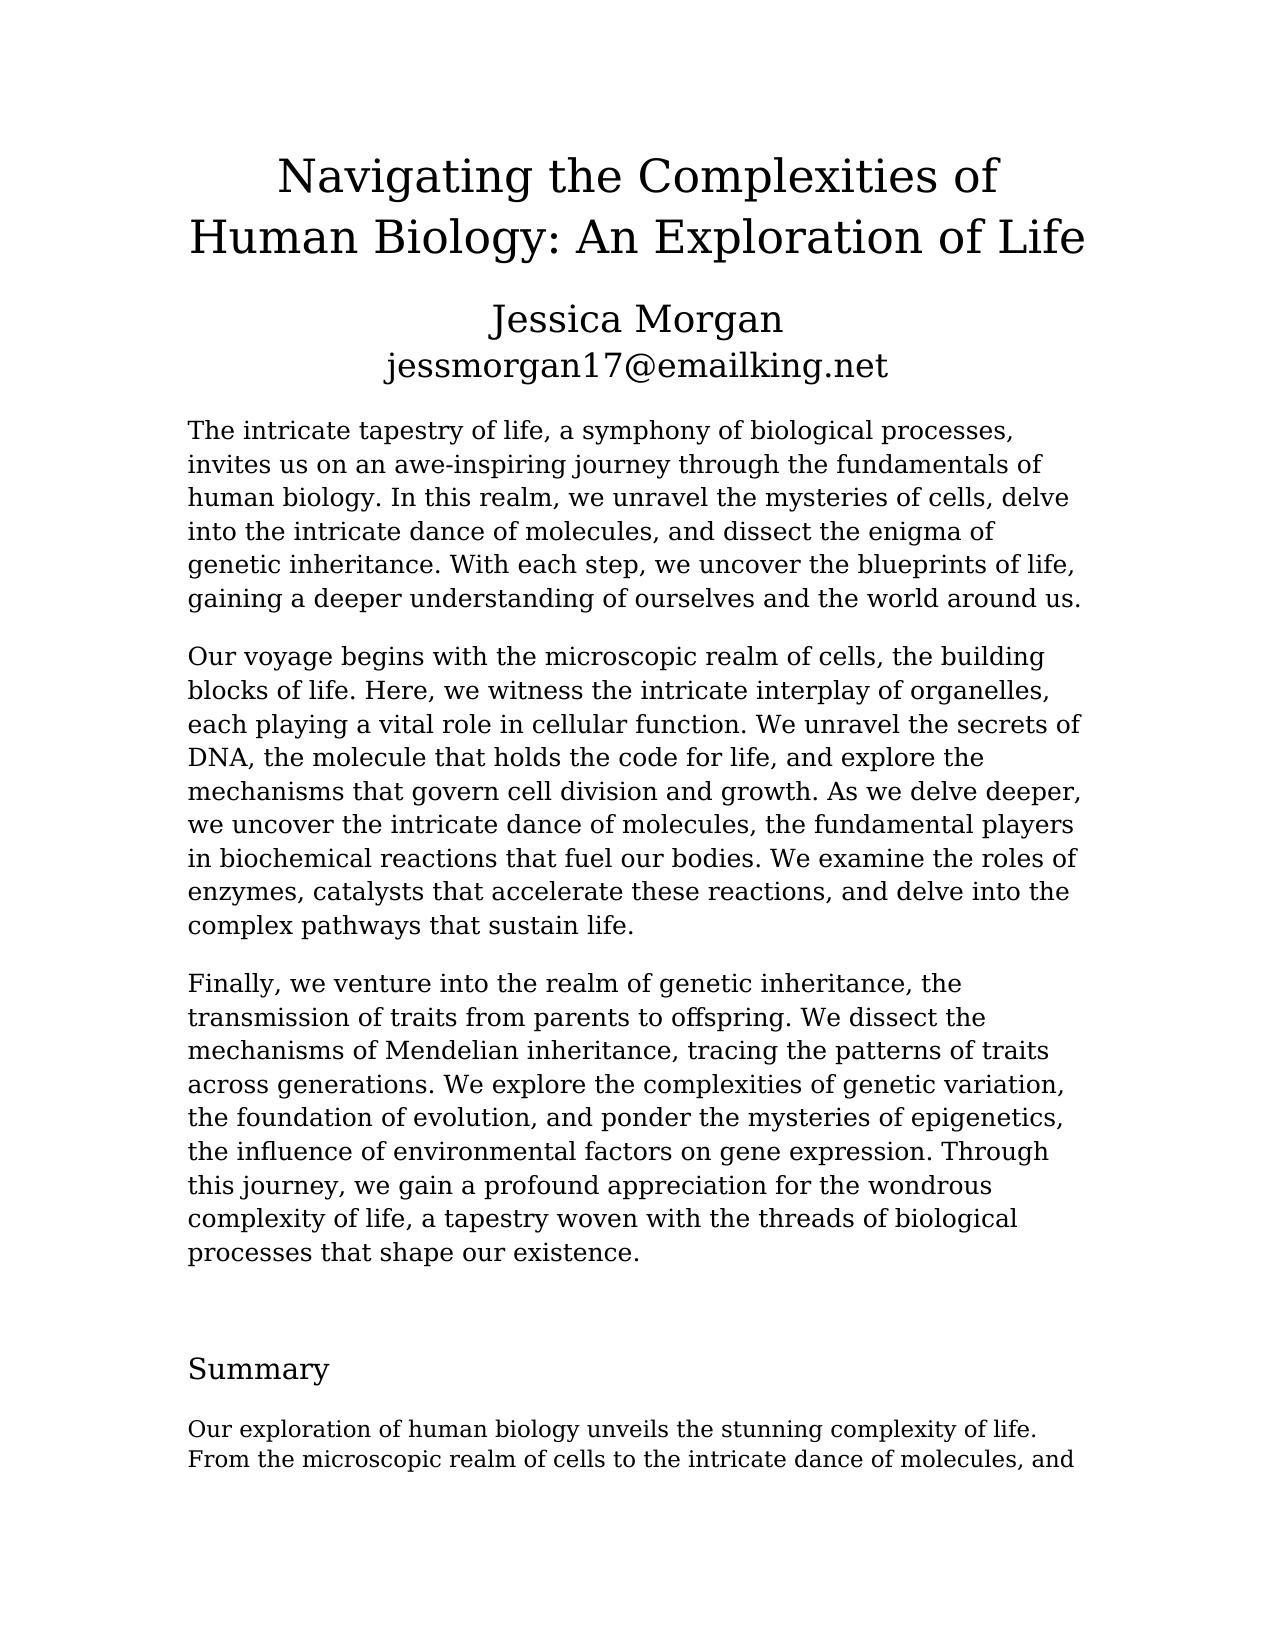 Navigating the Complexities of
Human Biology: An Exploration of Life
Jessica Morgan
jessmorgan17@emailking.net
The intricate tapestry of life, a symphony of biological processes,
invites us on an awe-inspiring journey through the fundamentals of
human biology. In this realm, we unravel the mysteries of cells, delve
into the intricate dance of molecules, and dissect the enigma of
genetic inheritance. With each step, we uncover the blueprints of life,
gaining a deeper understanding of ourselves and the world around us.
Our voyage begins with the microscopic realm of cells, the building
blocks of life. Here, we witness the intricate interplay of organelles,
each playing a vital role in cellular function. We unravel the secrets of
DNA, the molecule that holds the code for life, and explore the
mechanisms that govern cell division and growth. As we delve deeper,
we uncover the intricate dance of molecules, the fundamental players
in biochemical reactions that fuel our bodies. We examine the roles of
enzymes, catalysts that accelerate these reactions, and delve into the
complex pathways that sustain life.
Finally, we venture into the realm of genetic inheritance, the
transmission of traits from parents to offspring. We dissect the
mechanisms of Mendelian inheritance, tracing the patterns of traits
across generations. We explore the complexities of genetic variation,
the foundation of evolution, and ponder the mysteries of epigenetics,
the influence of environmental factors on gene expression. Through
this journey, we gain a profound appreciation for the wondrous
complexity of life, a tapestry woven with the threads of biological
processes that shape our existence.
Summary
Our exploration of human biology unveils the stunning complexity of life.
From the microscopic realm of cells to the intricate dance of molecules, and